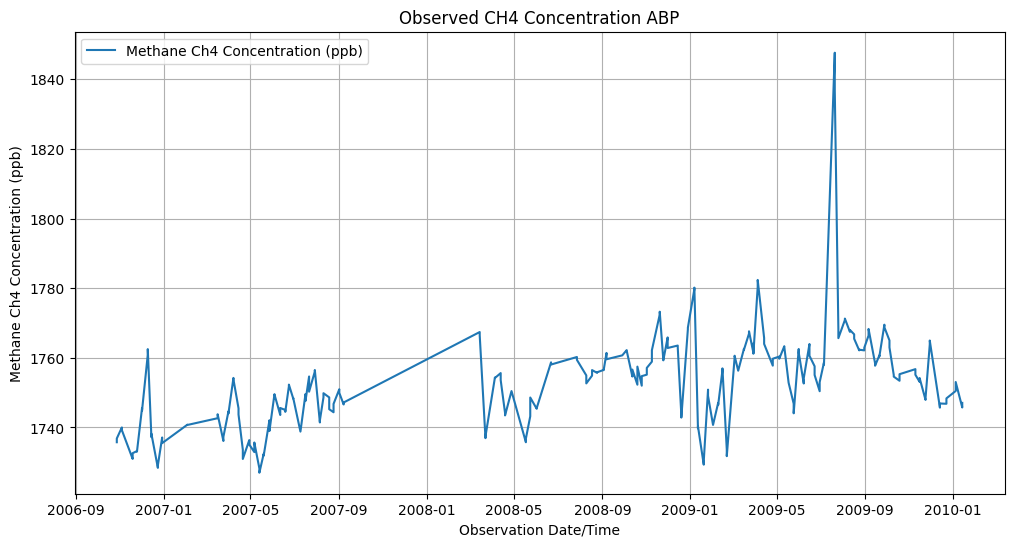 Observed CH4 Concentration ABP
Methane Ch4 Concentration (ppb)
Methane Ch4 Concentration (ppb)
1840
1820
1800
1780
1760
1740
2006-09 2007-01 2007-05 2007-09 2008-01 2008-05 2008-09 2009-01 2009-05 2009-09 2010-01
Observation Date/Time